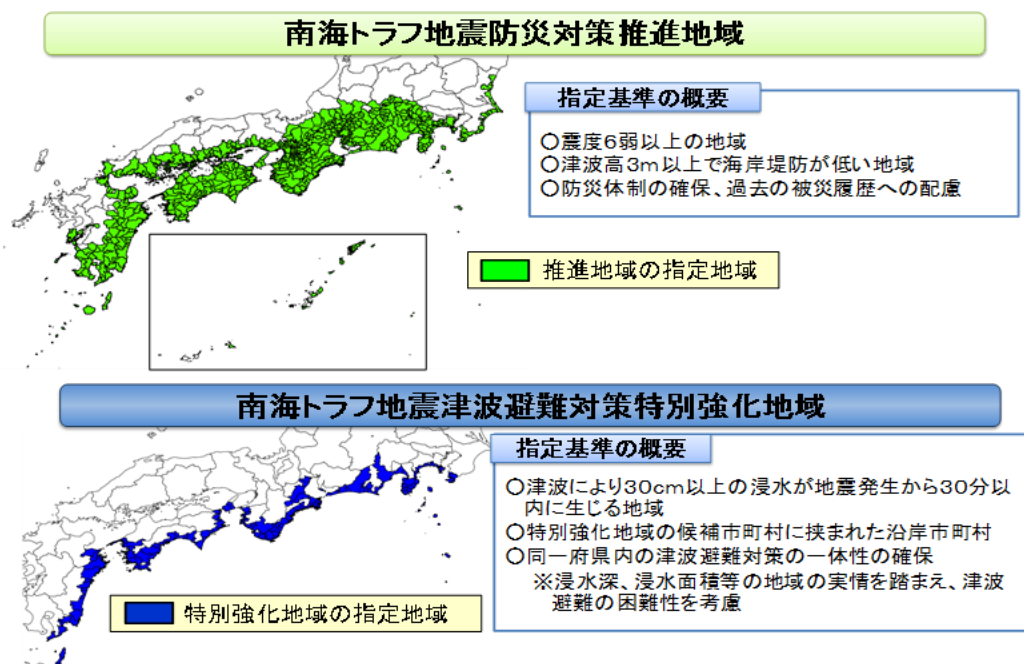 南海トラフ地震防災対策推進地域
指定基準の概要
○震度6弱以上の地域
○津波高3m以上で海岸堤防が低い地域
○防災体制の確保、過去の被災履歴への配慮
推進地域の指定地域
南海トラフ地震津波避難対策特別強化地域
指定基準の概要
○津波により30cm以上の浸水が地震発生から30分以
内に生じる地域
○特別強化地域の候補市町村に挟まれた沿岸市町村
○同一府県内の津波避難対策の一体性の確保
※浸水深、浸水面積等の地域の実情を踏まえ、津波
避難の困難性を考慮
特別強化地域の指定地域